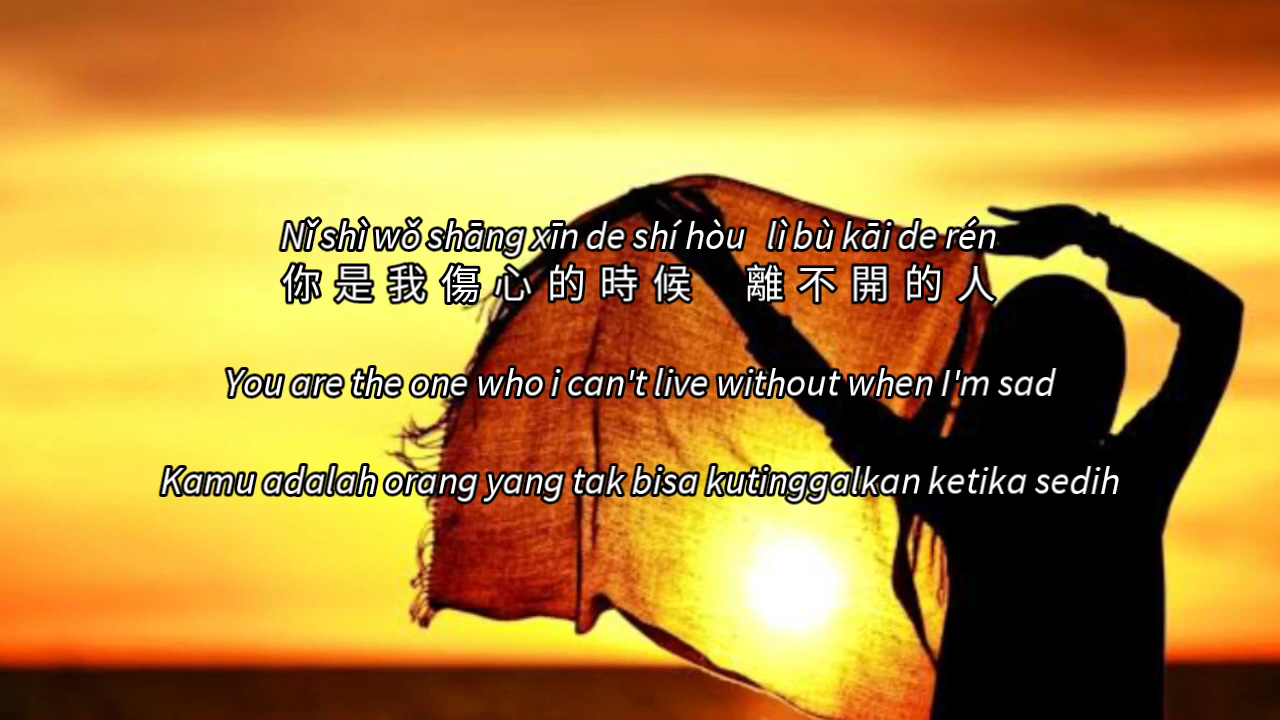 Nǐ shì wǒ shāng xīn de shí hòu lì bù kāi de rén
你是我傷心的時候 離不開的人
You are the one who i can't live without when I'm sad
Kamu adalah orang yang tak bisa kutinggalkan ketika sedih